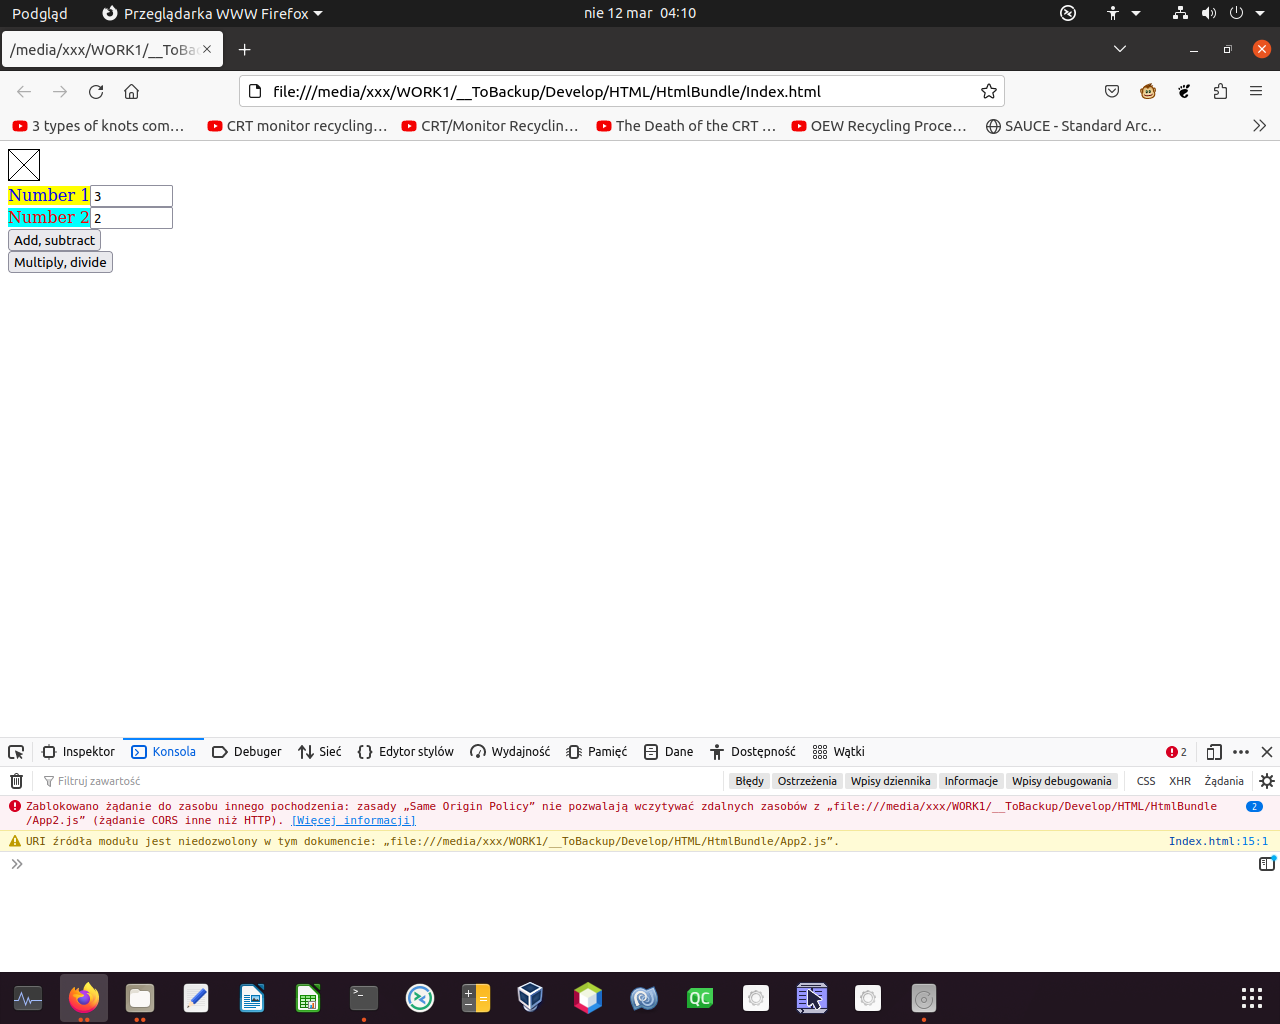 Podgląd Przeglądarka WWW Firefox nie 12 mar 04:10
/media/xxx/WORK1/__ToBac
file:///media/xxx/WORK1/__ToBackup/Develop/HTML/HtmlBundle/Index.html
3 types of knots com… CRT monitor recycling… CRT/Monitor Recyclin… The Death of the CRT … OEW Recycling Proce… SAUCE - Standard Arc…
Number 1 3
Number 2 2
Add, subtract
Multiply, divide
Inspektor Konsola Debuger Sieć Edytor stylów Wydajność Pamięć Dane Dostępność Wątki 2
Filtruj zawartość Błędy Ostrzeżenia Wpisy dziennika Informacje Wpisy debugowania CSS XHR Żądania
Zablokowano żądanie do zasobu innego pochodzenia: zasady „Same Origin Policy” nie pozwalają wczytywać zdalnych zasobów z „file:///media/xxx/WORK1/__ToBackup/Develop/HTML/HtmlBundle 2
/App2.js” (żądanie CORS inne niż HTTP). [Więcej informacji]
URI źródła modułu jest niedozwolony w tym dokumencie: „file:///media/xxx/WORK1/__ToBackup/Develop/HTML/HtmlBundle/App2.js”. Index.html:15:1
QC